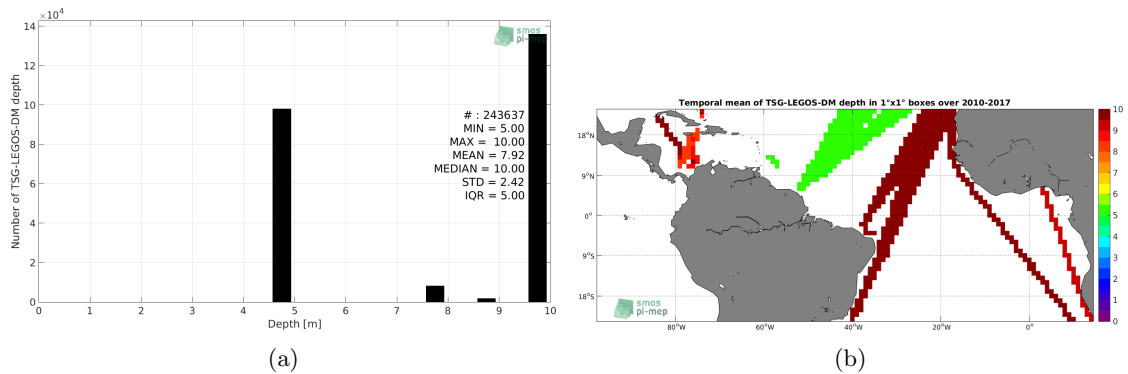 ×10⁴
14
12
10
8
6
4
2
0
Number of TSG-LEGOS-DM depth
smos
pi-mep
# : 243637
MIN = 5.00
MAX = 10.00
MEAN = 7.92
MEDIAN = 10.00
STD = 2.42
IQR = 5.00
0 1 2 3 4 5 6 7 8 9 10
Depth [m]
(a)
Temporal mean of TSG-LEGOS-DM depth in 1°x1° boxes over 2010-2017
18°N
9°N
0°
9°S
18°S
smos
pi-mep
80°W 60°W 40°W 20°W 0°
10
9
8
7
6
5
4
3
2
1
0
(b)